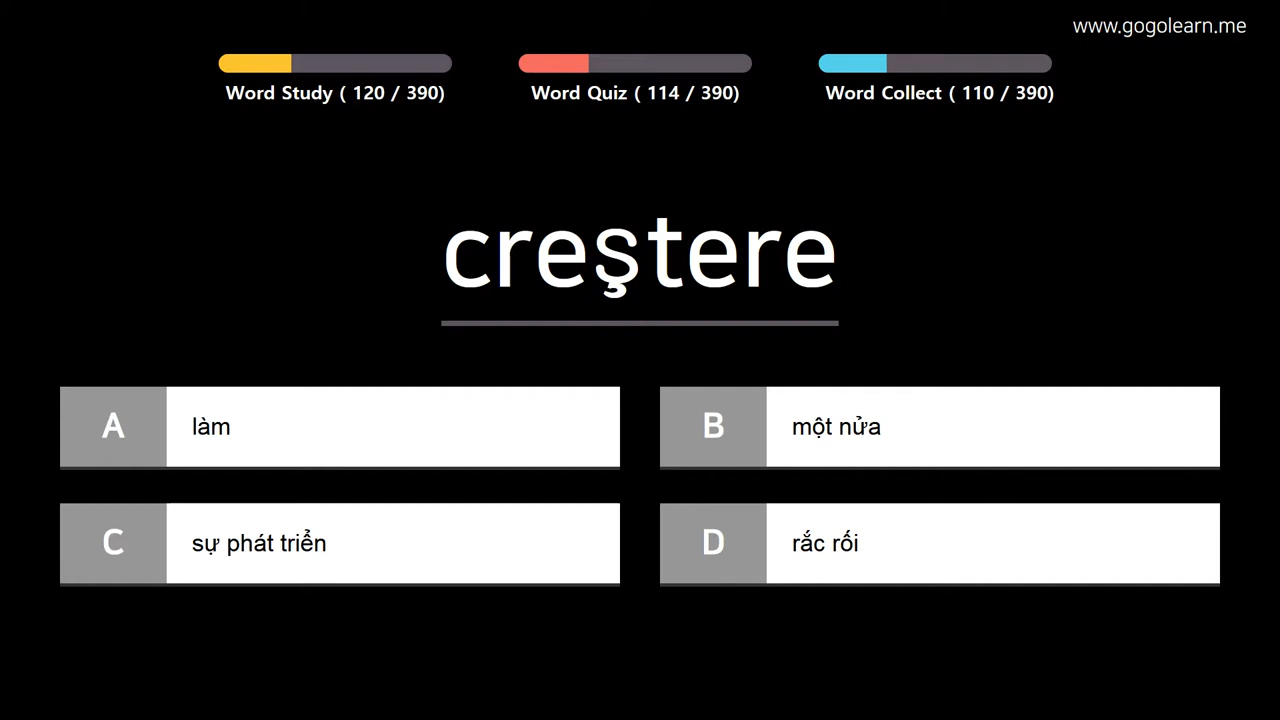 www.gogolearn.me
Word Study ( 120 / 390)
Word Quiz ( 114 / 390)
Word Collect ( 110 / 390)
creştere
A
làm
B
một nửa
C
sự phát triển
D
rắc rối